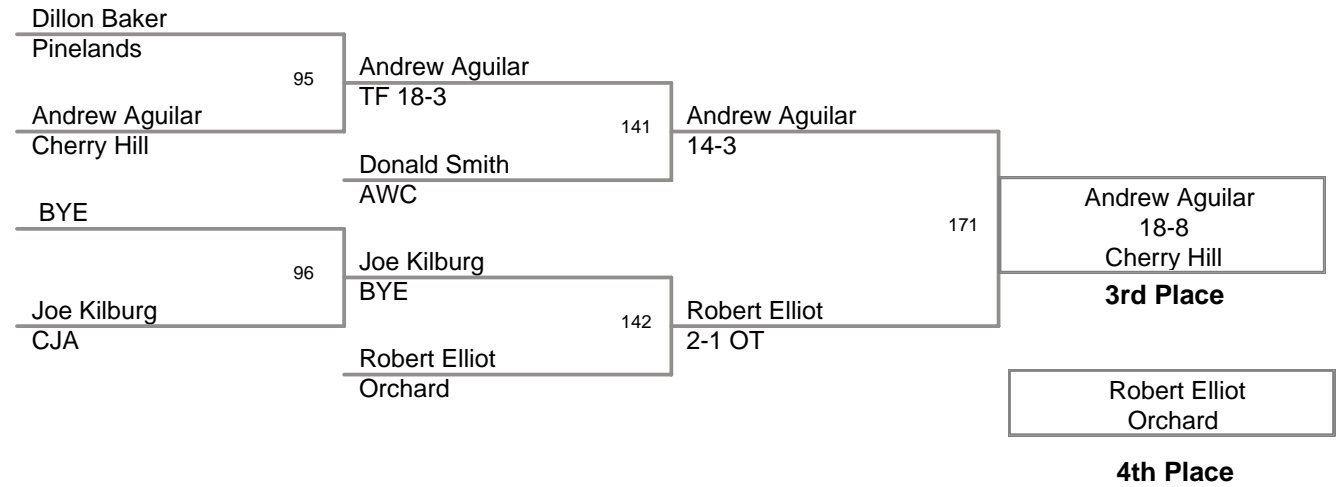 Dillon Baker
Pinelands
95
Andrew Aguilar
TF 18-3
Andrew Aguilar
Cherry Hill
141
Andrew Aguilar
14-3
Donald Smith
AWC
BYE
171
Andrew Aguilar
18-8
Cherry Hill
3rd Place
96
Joe Kilburg
BYE
Joe Kilburg
CJA
142
Robert Elliot
2-1 OT
Robert Elliot
Orchard
Robert Elliot
Orchard
4th Place